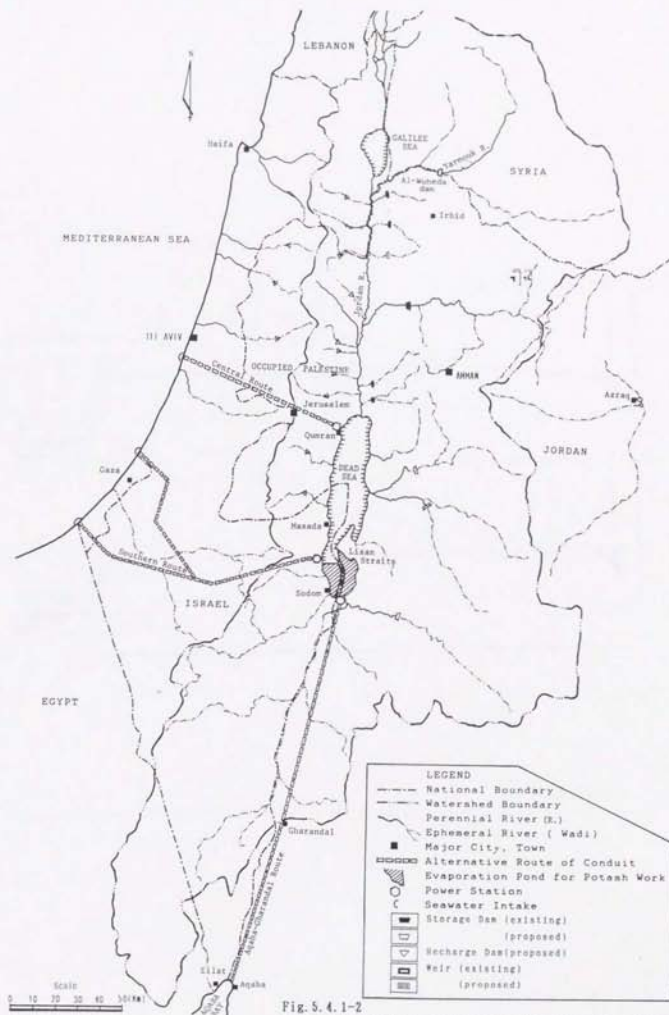 LEBANON
N
GALILEE
SEA
Haifa
Yarmouk R.
SYRIA
Al-Wuheda
dam
Irbid
MEDITERRANEAN SEA
Jordan R.
AVIV
OCCUPIED PALESTINE
AMMAN
Central Route
Jerusalem
Azraq
Qumran
JORDAN
DEAD
SEA
Gaza
Masada
Lisan
Straits
Southern Route
Sodom
ISRAEL
EGYPT
Gharandal
Aqaba-Gharandal Route
Eilat
Aqaba
AQABA
BAY
LEGEND
National Boundary
Watershed Boundary
Perennial River (R.)
Ephemeral River ( Wadi)
Major City, Town
Alternative Route of Conduit
Evaporation Pond for Potash Work
Power Station
Seawater Intake
Storage Dam (existing)
(proposed)
Recharge Dam(proposed)
Weir (existing)
(proposed)
Scale
0 10 20 30 40 50(Km)
Fig.5.4.1-2